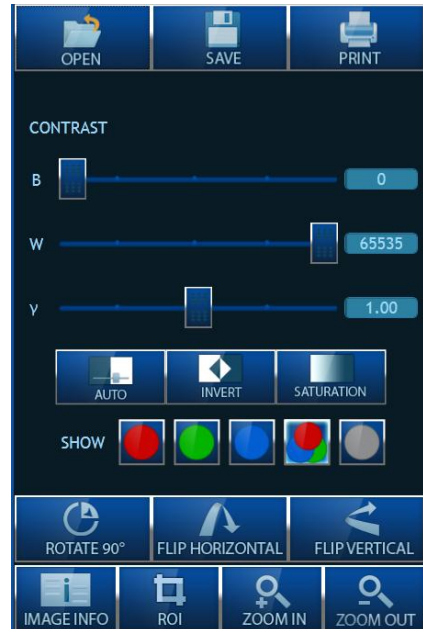 OPEN SAVE PRINT
CONTRAST
B 0
W 65535
γ 1.00
AUTO INVERT SATURATION
SHOW
ROTATE 90° FLIP HORIZONTAL FLIP VERTICAL
IMAGE INFO ROI ZOOM IN ZOOM OUT